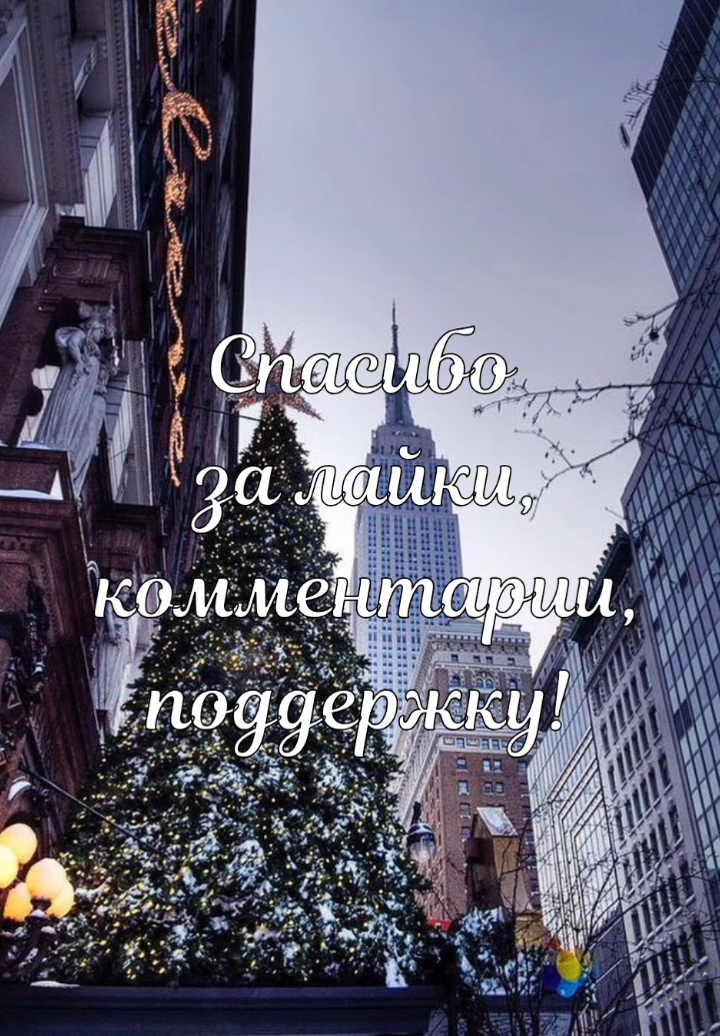 Спасибо
за лайки,
комментарии,
поддержку!